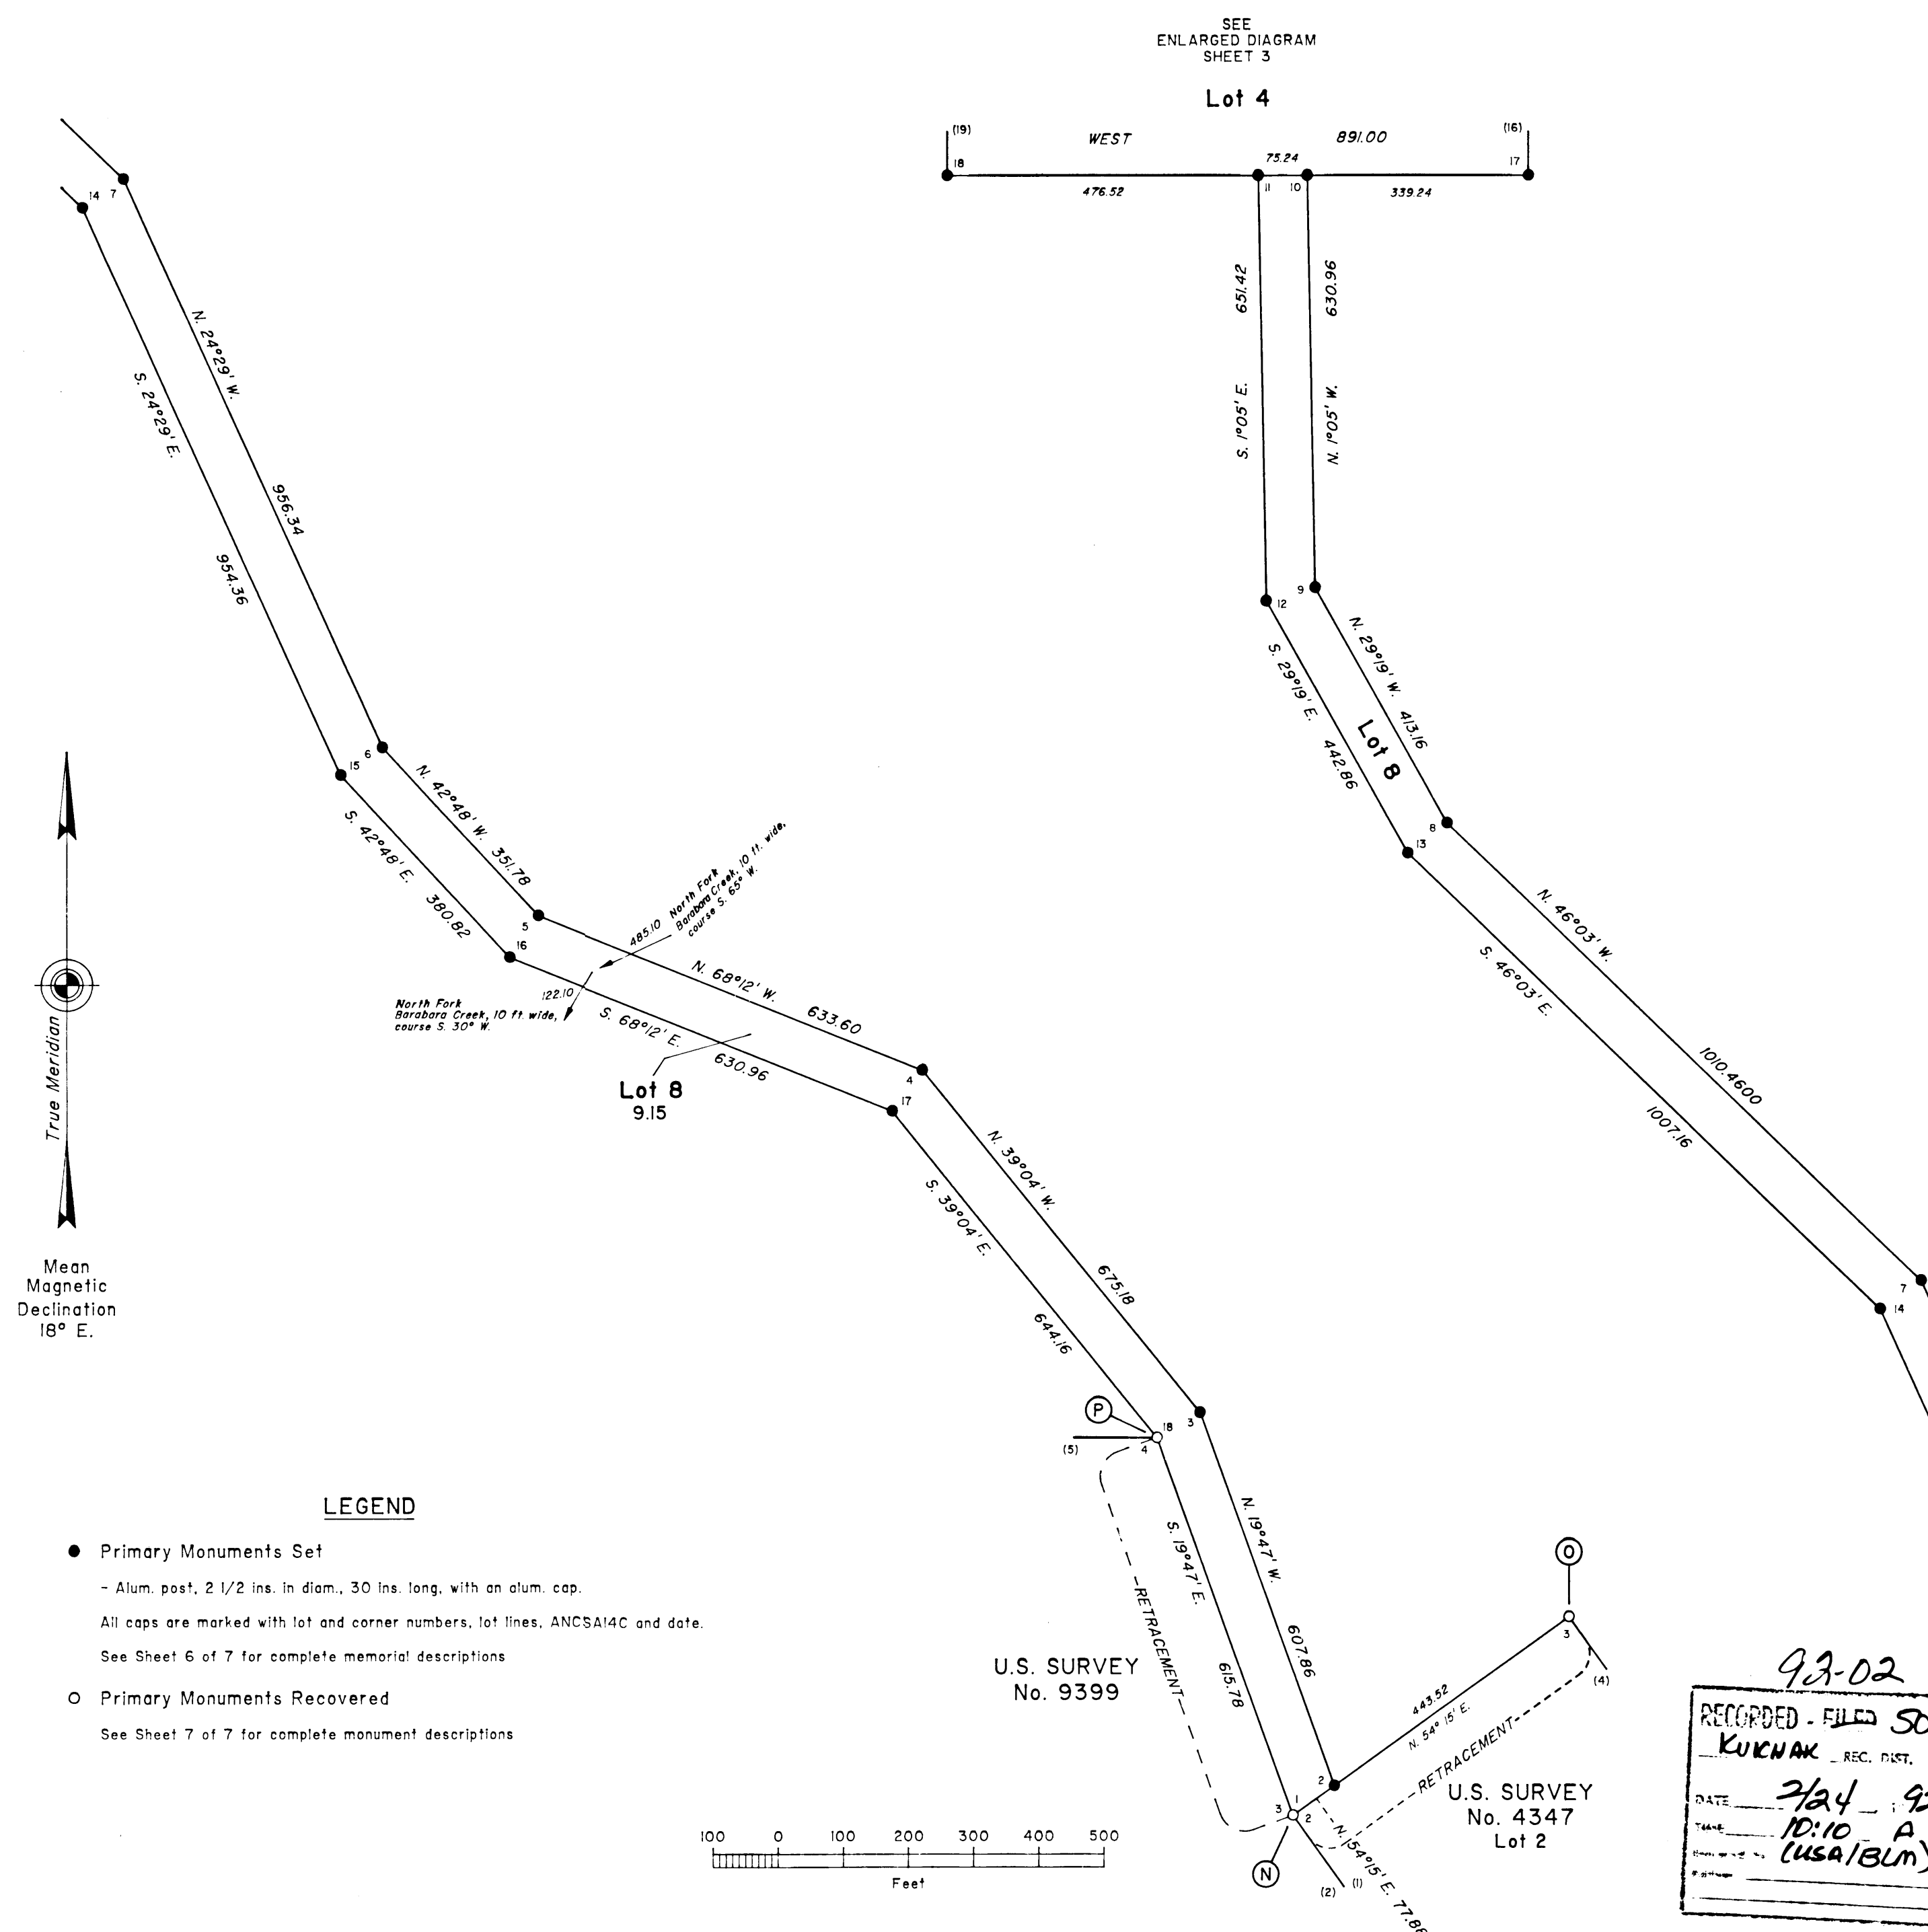 SEE
ENLARGED DIAGRAM
SHEET 3
Lot 4
(19)
WEST
891.00
(16)
18
75.24
17
476.52
11
10
339.24
14
7
N. 24°29' W.
956.34
S. 24°29' E.
954.36
651.42
S. 1°05' E.
630.96
N. 1°05' W.
12
9
N. 29°19' W.
413.16
S. 29°19' E.
442.86
Lot 8
8
13
6
15
N. 42°48' W.
351.78
S. 42°48' E.
380.82
5
16
485.10
North Fork
Barabara Creek, 10 ft. wide,
course S. 65° W.
122.10
North Fork
Barabara Creek, 10 ft. wide,
course S. 30° W.
N. 68°12' W.
633.60
S. 68°12' E.
630.96
Lot 8
9.15
4
17
N. 46°03' W.
1010.4600
S. 46°03' E.
1007.16
7
14
True Meridian
Mean
Magnetic
Declination
18° E.
N. 39°04' W.
675.18
S. 39°04' E.
644.16
P
(5)
18
4
3
N. 19°47' W.
607.86
S. 19°47' E.
615.78
RETRACEMENT
O
3
(4)
443.52
N. 54° 15' E.
RETRACEMENT
2
1
3
2
N
(2)
(1)
N. 54°15' E. 77.88
U.S. SURVEY
No. 9399
U.S. SURVEY
No. 4347
Lot 2
LEGEND
Primary Monuments Set
- Alum. post, 2 1/2 ins. in diam., 30 ins. long, with an alum. cap.
All caps are marked with lot and corner numbers, lot lines, ANCSA14C and date.
See Sheet 6 of 7 for complete memorial descriptions
Primary Monuments Recovered
See Sheet 7 of 7 for complete monument descriptions
100 0 100 200 300 400 500
Feet
92-02
RECORDED - FILED
KVICHAK REC. DIST.
DATE 2/24
TIME 10:10 A
(USA/BLM)